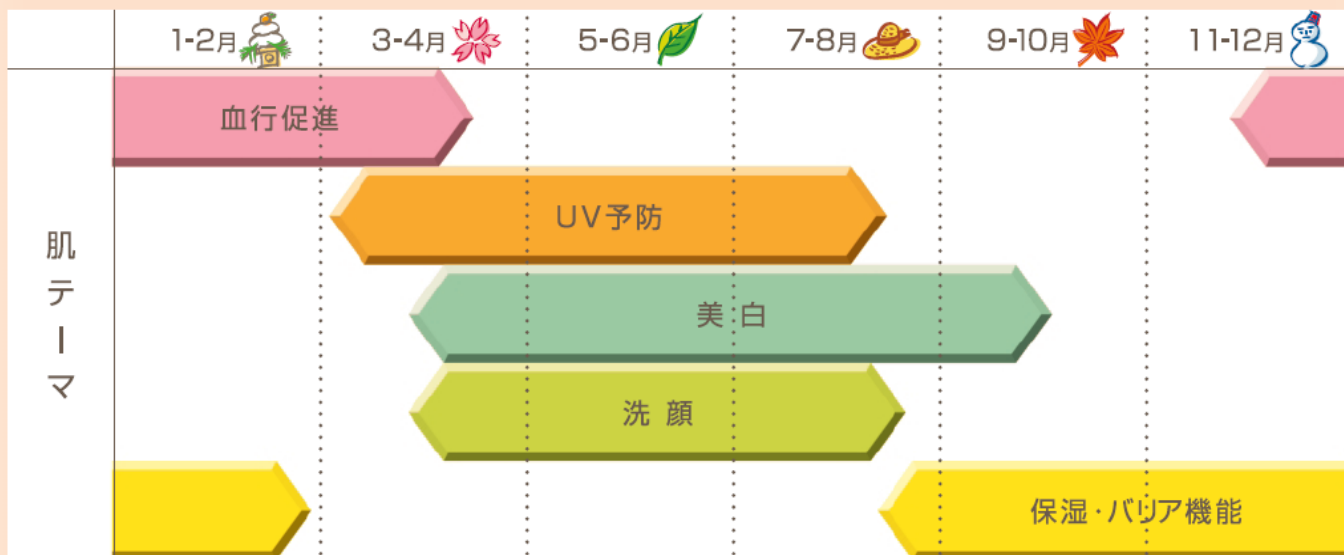 1-2月
3-4月
5-6月
7-8月
9-10月
11-12月
肌テーマ
血行促進
UV予防
美白
洗顔
保湿・バリア機能